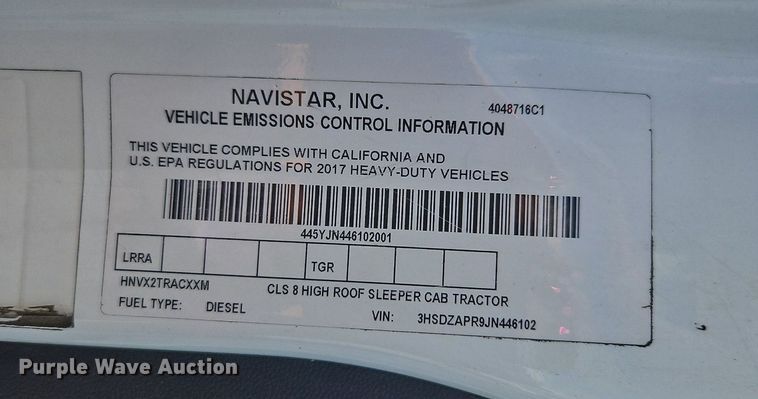 NAVISTAR, INC.
4048716C1
VEHICLE EMISSIONS CONTROL INFORMATION
THIS VEHICLE COMPLIES WITH CALIFORNIA AND
U.S. EPA REGULATIONS FOR 2017 HEAVY-DUTY VEHICLES
445YJN446102001
LRRA TGR
HNVX2TRACXXM CLS 8 HIGH ROOF SLEEPER CAB TRACTOR
FUEL TYPE: DIESEL VIN: 3HSDZAPR9JN446102
Purple Wave Auction